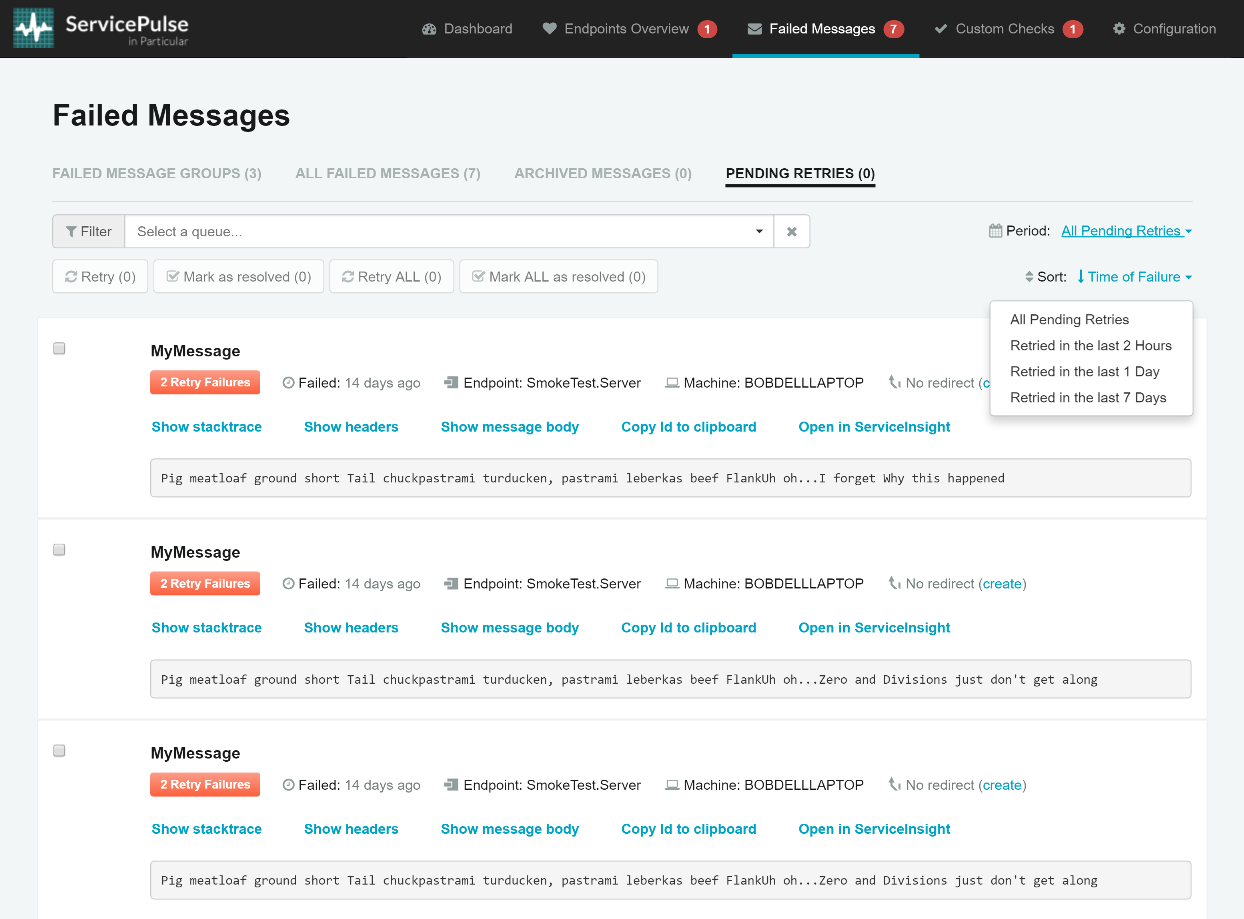 ServicePulse
in Particular
Dashboard Endpoints Overview 1 Failed Messages 7 Custom Checks 1 Configuration
Failed Messages
FAILED MESSAGE GROUPS (3) ALL FAILED MESSAGES (7) ARCHIVED MESSAGES (0) PENDING RETRIES (0)
Filter Select a queue... Period: All Pending Retries
Retry (0) Mark as resolved (0) Retry ALL (0) Mark ALL as resolved (0) Sort: Time of Failure
All Pending Retries
Retried in the last 2 Hours
Retried in the last 1 Day
Retried in the last 7 Days
MyMessage
2 Retry Failures Failed: 14 days ago Endpoint: SmokeTest.Server Machine: BOBDELLLAPTOP No redirect (c
Show stacktrace Show headers Show message body Copy Id to clipboard Open in ServiceInsight
Pig meatloaf ground short Tail chuckpastrami turducken, pastrami leberkas beef FlankUh oh...I forget Why this happened
MyMessage
2 Retry Failures Failed: 14 days ago Endpoint: SmokeTest.Server Machine: BOBDELLLAPTOP No redirect (create)
Show stacktrace Show headers Show message body Copy Id to clipboard Open in ServiceInsight
Pig meatloaf ground short Tail chuckpastrami turducken, pastrami leberkas beef FlankUh oh...Zero and Divisions just don't get along
MyMessage
2 Retry Failures Failed: 14 days ago Endpoint: SmokeTest.Server Machine: BOBDELLLAPTOP No redirect (create)
Show stacktrace Show headers Show message body Copy Id to clipboard Open in ServiceInsight
Pig meatloaf ground short Tail chuckpastrami turducken, pastrami leberkas beef FlankUh oh...Zero and Divisions just don't get along